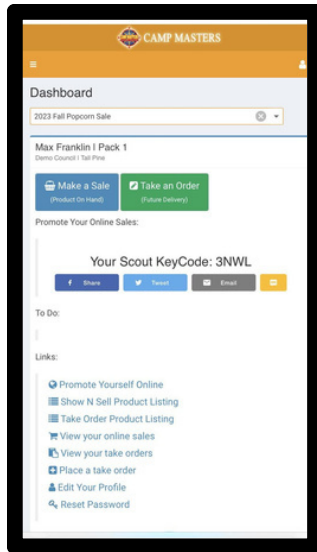 CAMP MASTERS
Dashboard
2023 Fall Popcorn Sale
Max Franklin | Pack 1
Demo Council | Tall Pine
Make a Sale
(Product On Hand)
Take an Order
(Future Delivery)
Promote Your Online Sales:
Your Scout KeyCode: 3NWL
Share
Tweet
Email
To Do:
Links:
Promote Yourself Online
Show N Sell Product Listing
Take Order Product Listing
View your online sales
View your take orders
Place a take order
Edit Your Profile
Reset Password